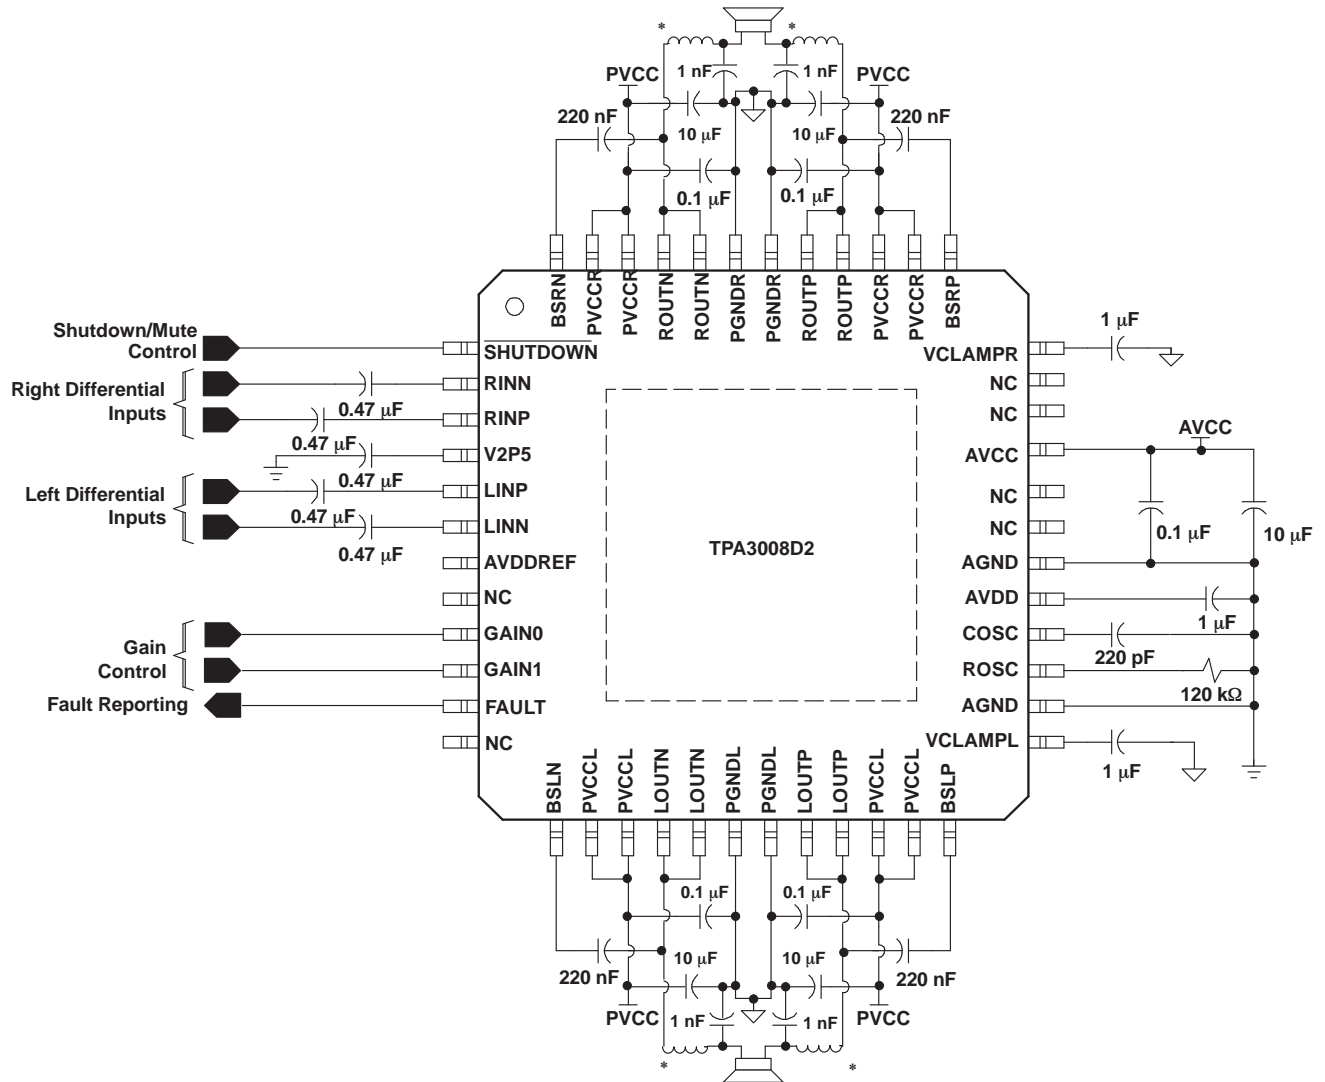 * *
1 nF 1 nF
PVCC PVCC
220 nF 220 nF
10 μF 10 μF
0.1 μF 0.1 μF
BSRN
PVCCR
PVCCR
ROUTN
ROUTN
PGNDR
PGNDR
ROUTP
ROUTP
PVCCR
PVCCR
BSRP
Shutdown/Mute
Control
SHUTDOWN
Right Differential
Inputs
RINN
0.47 μF
RINP
0.47 μF
V2P5
0.47 μF
Left Differential
Inputs
LINP
0.47 μF
LINN
0.47 μF
AVDDREF
NC
Gain
Control
GAIN0
GAIN1
Fault Reporting
FAULT
NC
TPA3008D2
VCLAMPR
1 μF
NC
NC
AVCC
AVCC
NC
NC
0.1 μF
10 μF
AGND
AVDD
1 μF
COSC
220 pF
ROSC
120 kΩ
AGND
VCLAMPL
1 μF
BSLN
PVCCL
PVCCL
LOUTN
LOUTN
PGNDL
PGNDL
LOUTP
LOUTP
PVCCL
PVCCL
BSLP
0.1 μF 0.1 μF
10 μF 10 μF
220 nF 220 nF
PVCC PVCC
1 nF 1 nF
* *